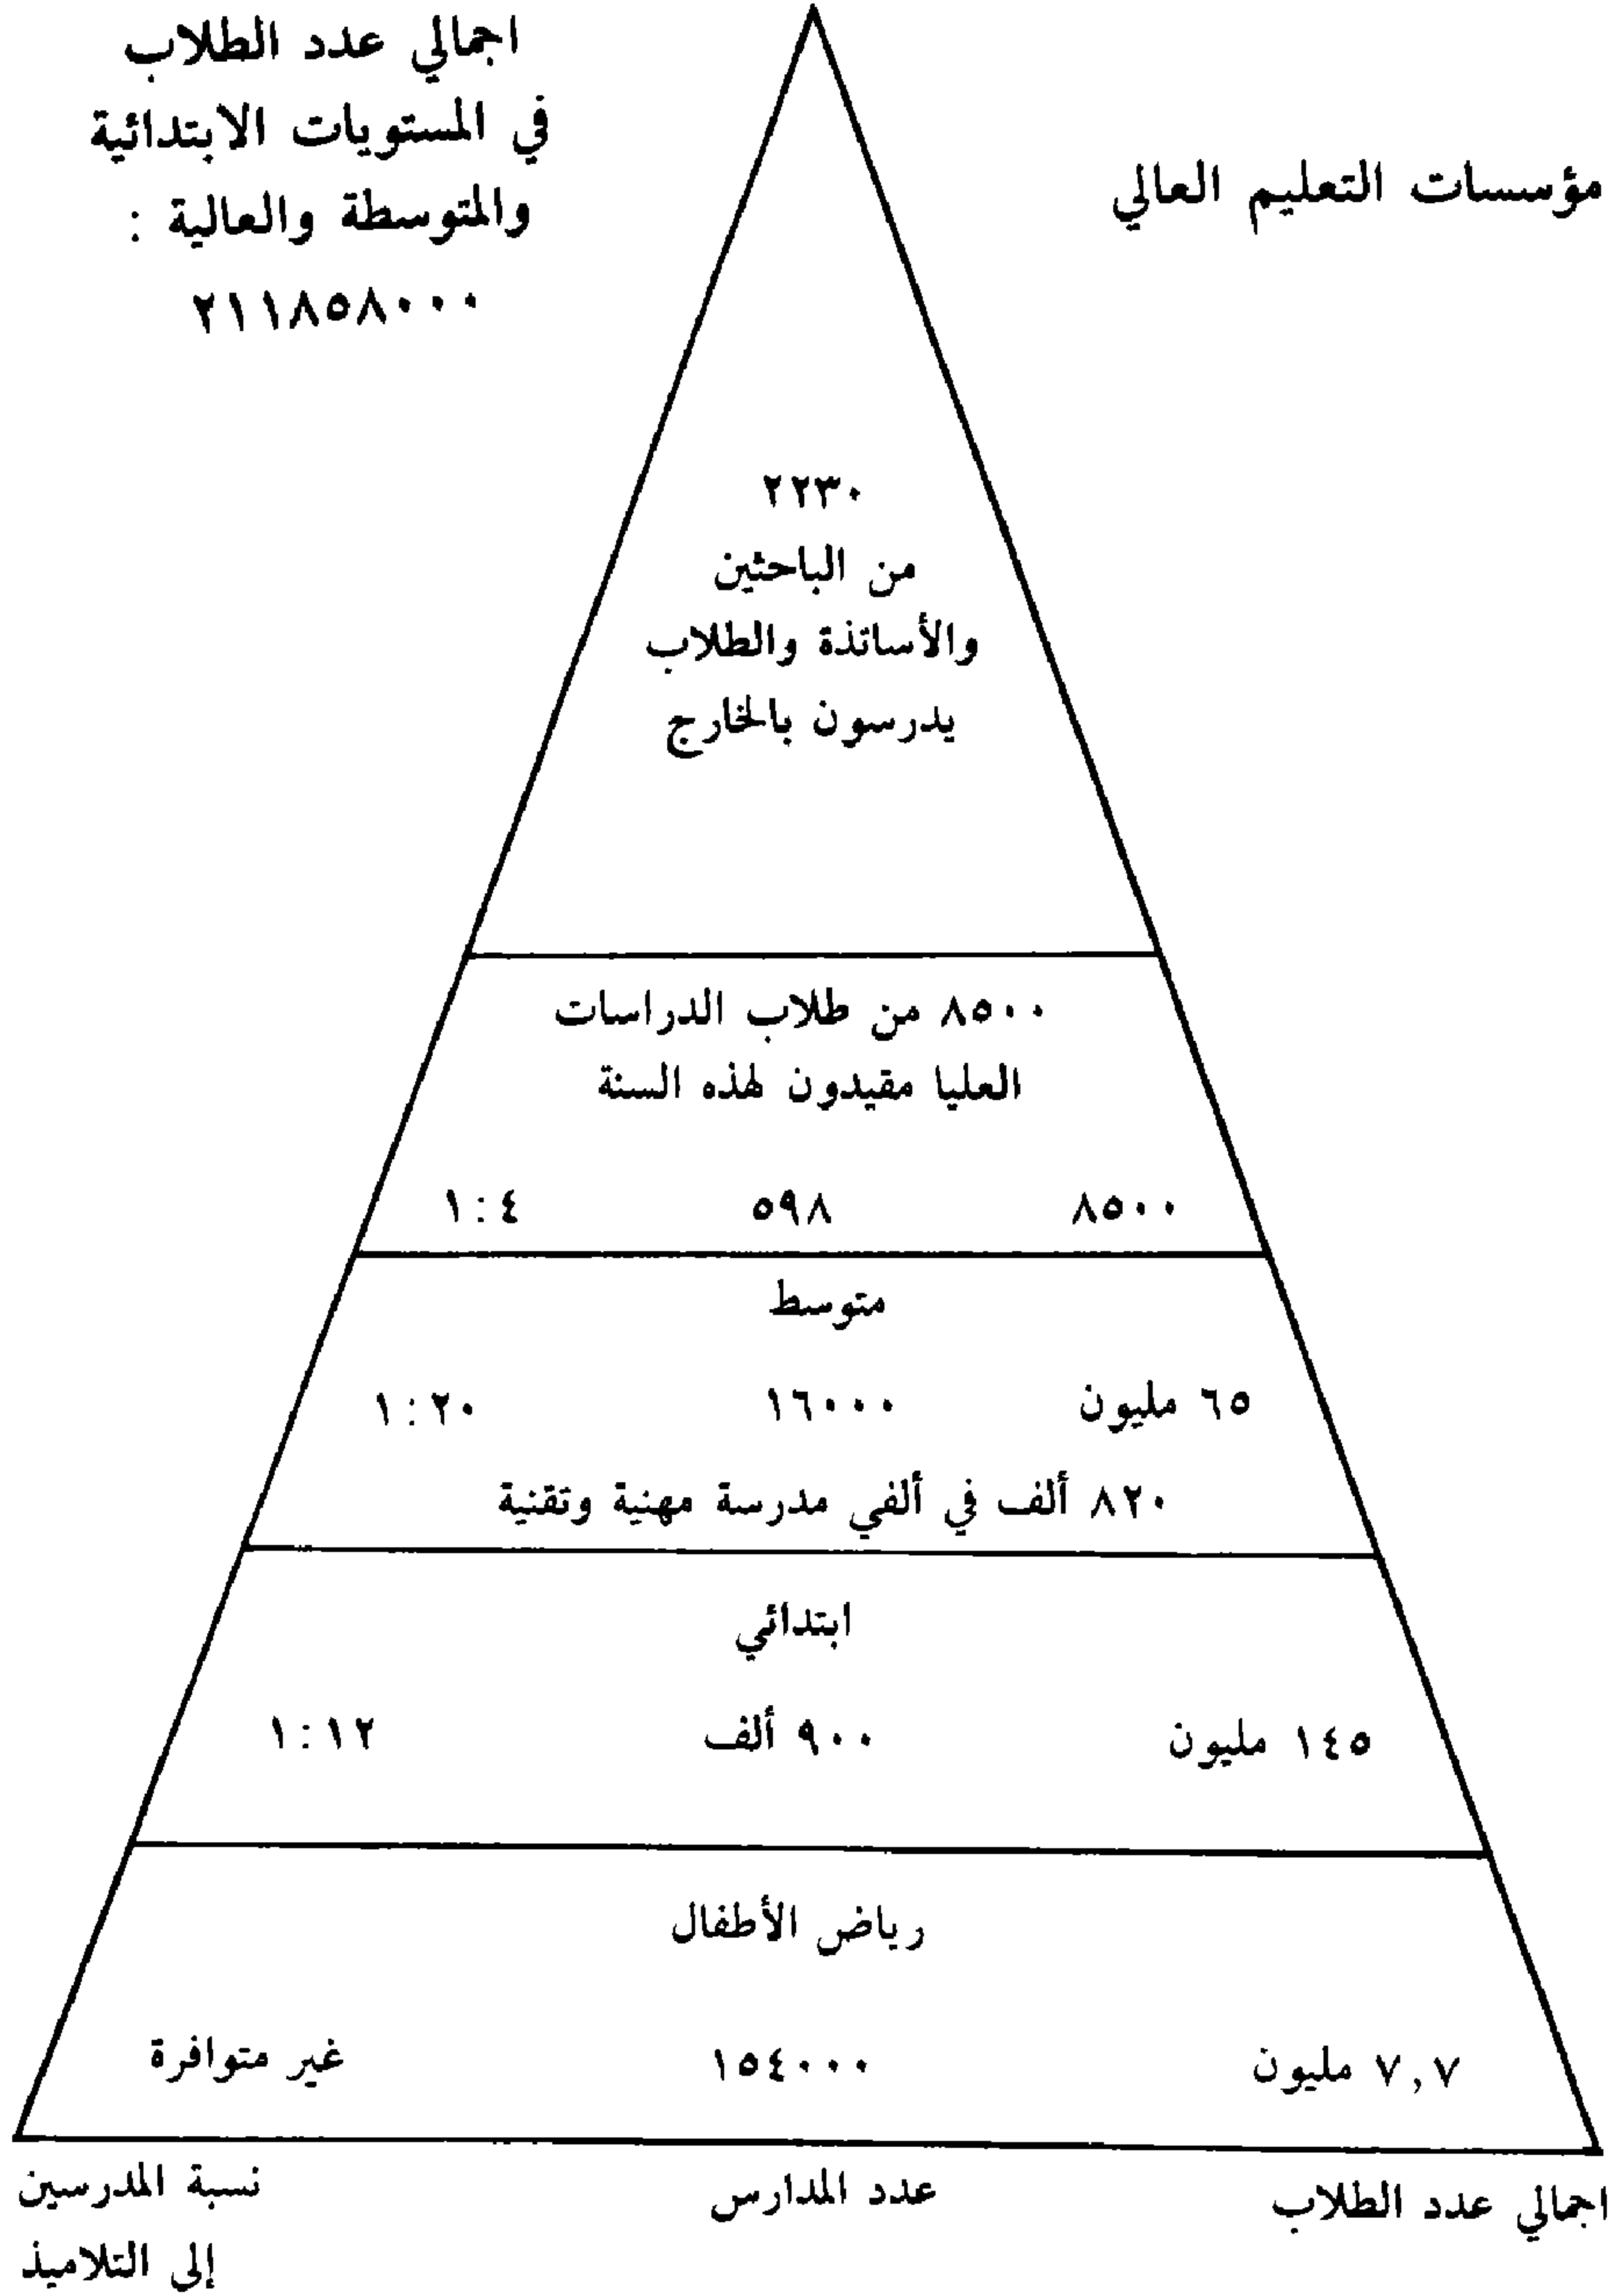 مؤسسات التعليم العالي
اجمالي عدد الطلاب
في المستويات الابتدائية
والمتوسطة والعالية :
٢١١٨٥٨٠٠٠
٢٢٣٠
من الباحثين
والأساتذة والطلاب
يدرسون بالخارج
٨٥٠٠ من طلاب الدراسات
العليا مقيدون لهذه السنة
٨٥٠٠ ٥٩٨ ١:٤
متوسط
٦٥ مليون ١٦٠٠٠ ١:٢٠
٨٢٠ ألف في ألفي مدرسة مهنية وتقنية
ابتدائي
١٤٥ مليون ٩٠٠ ألف ١:١٢
رياض الأطفال
٧,٧ مليون ١٥٤٠٠٠ غير متوافرة
اجمالي عدد الطلاب عدد المدارس نسبة المدرسين
إلى التلاميذ